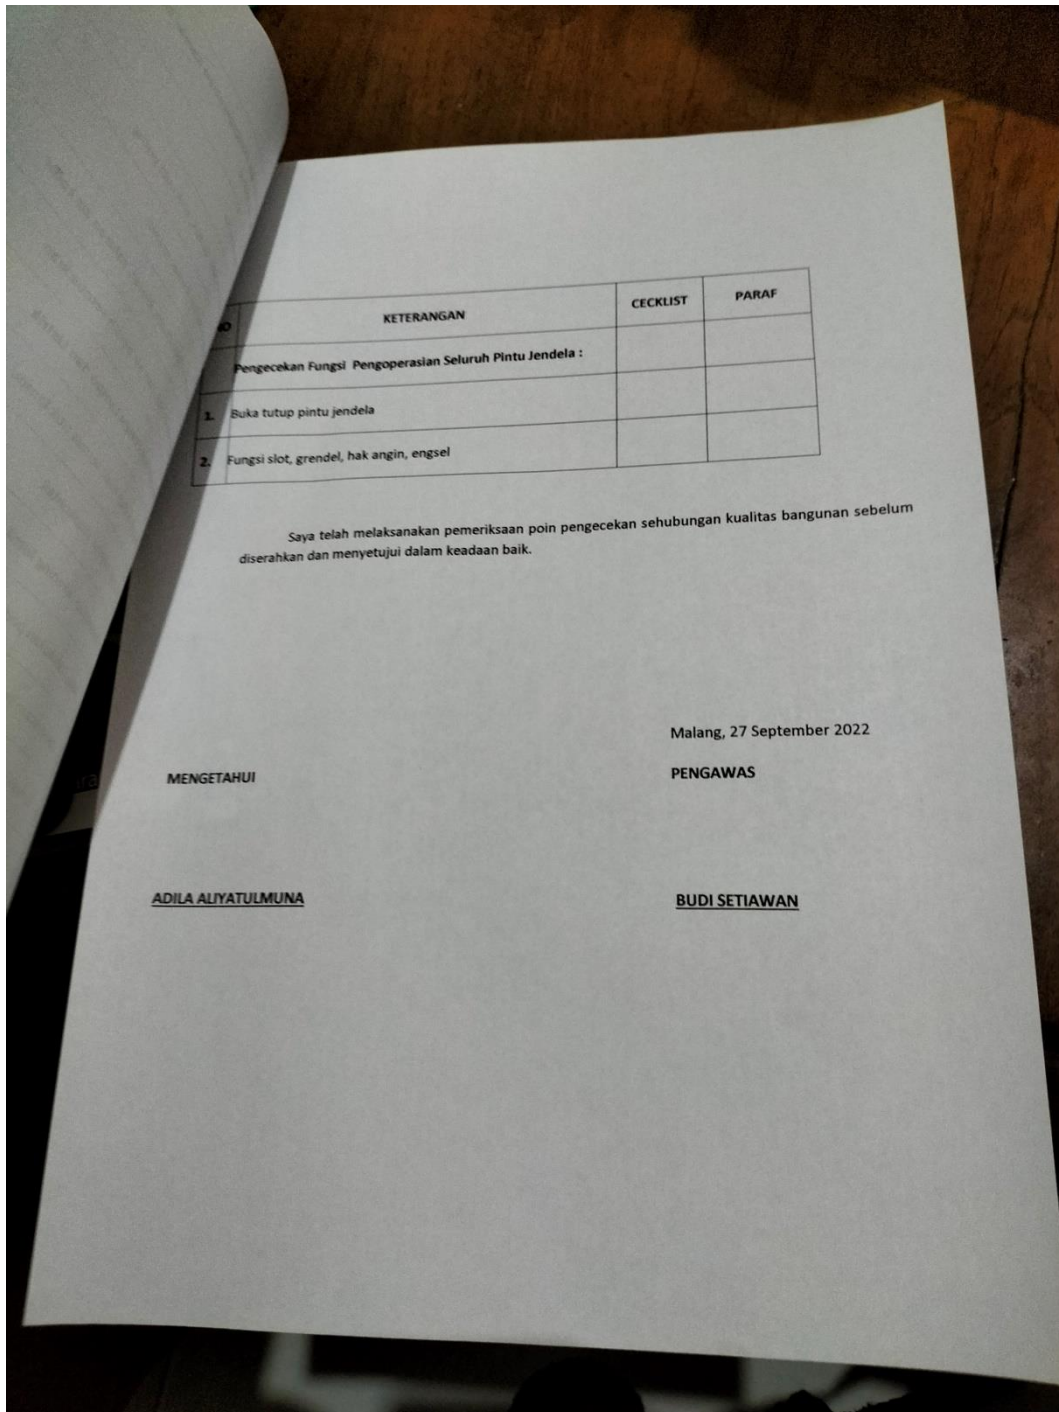 KETERANGAN CECKLIST PARAF
Pengecekan Fungsi Pengoperasian Seluruh Pintu Jendela :
1. Buka tutup pintu jendela
2. Fungsi slot, grendel, hak angin, engsel
Saya telah melaksanakan pemeriksaan poin pengecekan sehubungan kualitas bangunan sebelum
diserahkan dan menyetujui dalam keadaan baik.
Malang, 27 September 2022
MENGETAHUI PENGAWAS
ADILA ALIYATULMUNA BUDI SETIAWAN